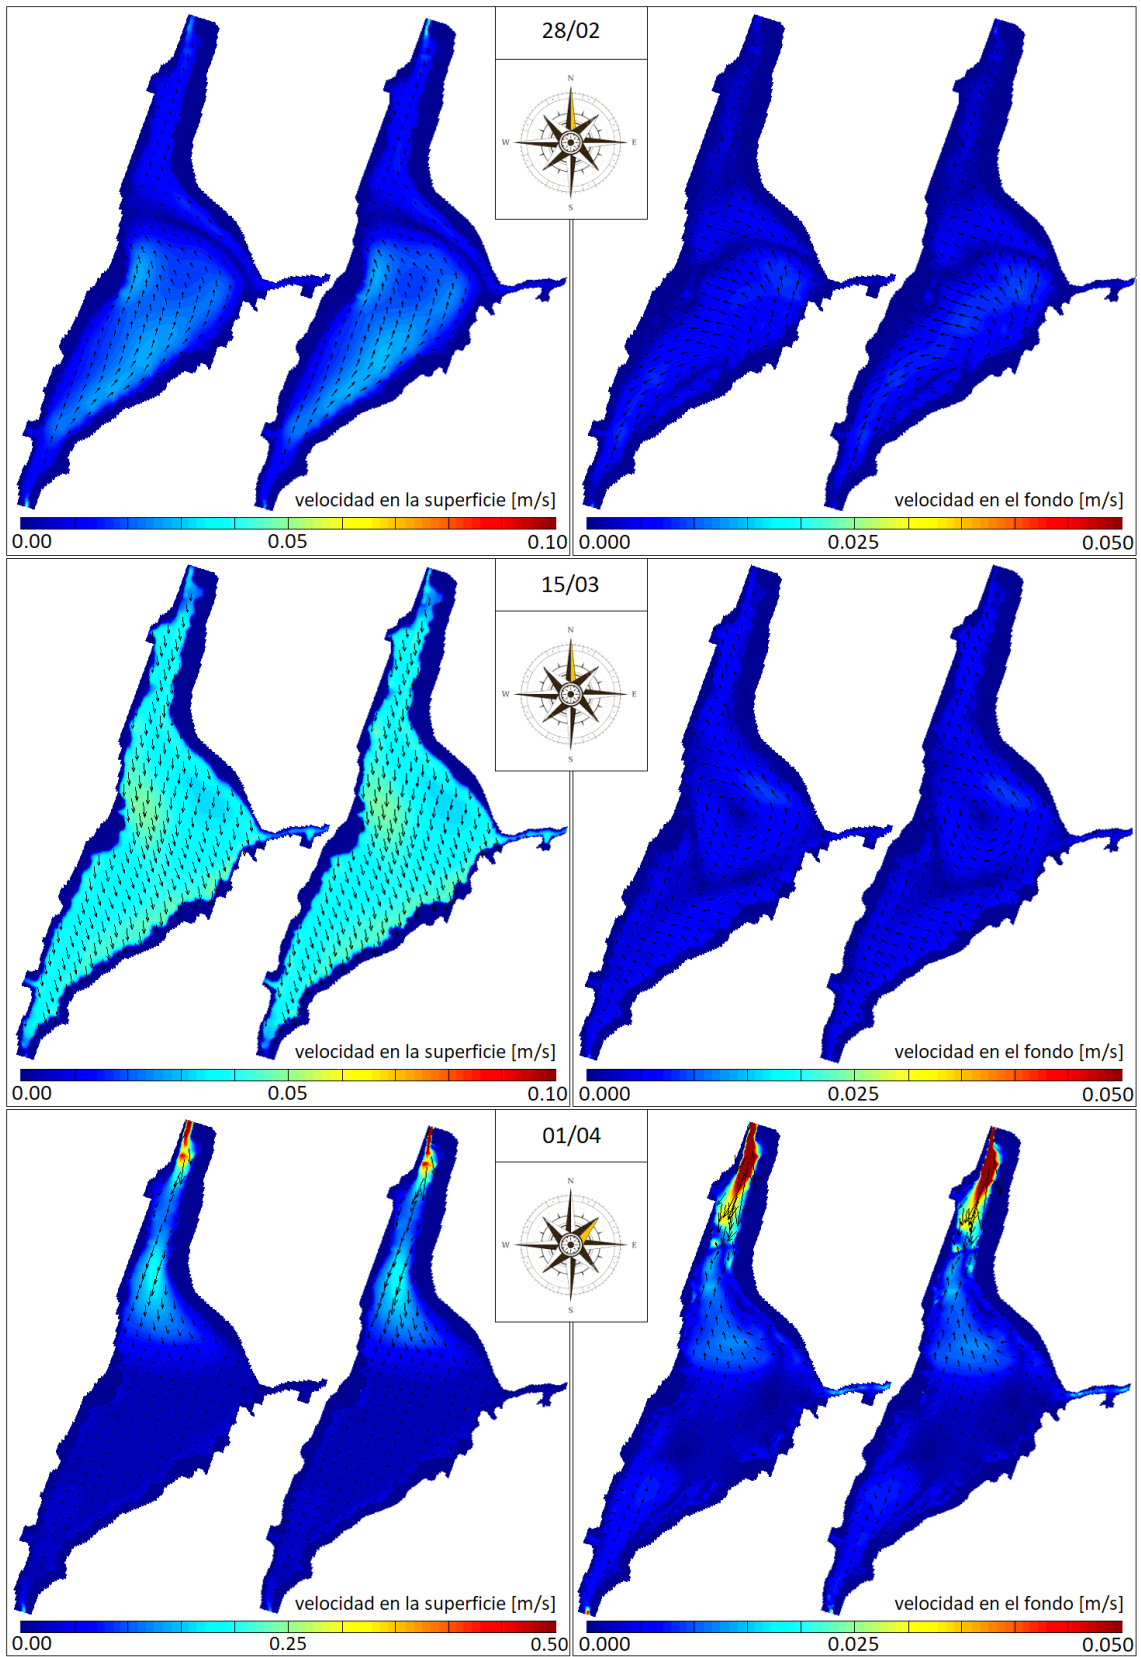 28/02
N
W E
S
velocidad en la superficie [m/s]
0.00 0.05 0.10
velocidad en el fondo [m/s]
0.000 0.025 0.050
15/03
N
W E
S
velocidad en la superficie [m/s]
0.00 0.05 0.10
velocidad en el fondo [m/s]
0.000 0.025 0.050
01/04
N
W E
S
velocidad en la superficie [m/s]
0.00 0.25 0.50
velocidad en el fondo [m/s]
0.000 0.025 0.050